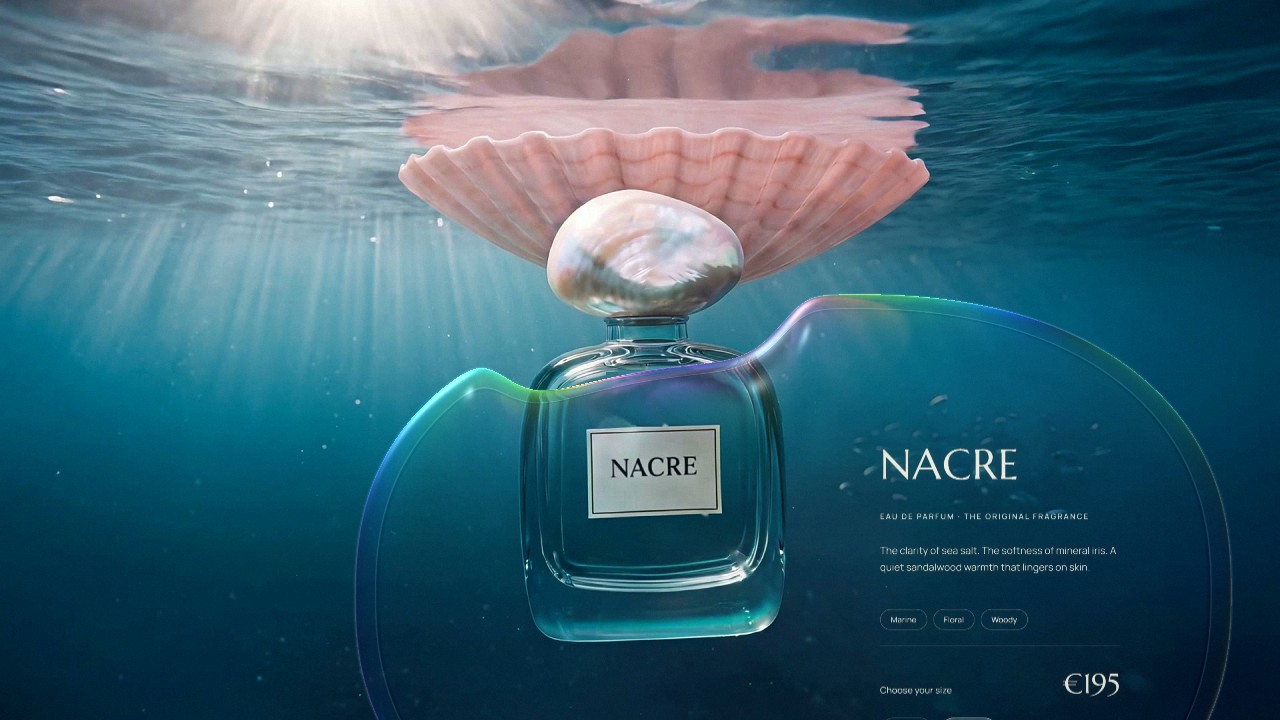 NACRE
NACRE
EAU DE PARFUM · THE ORIGINAL FRAGRANCE
The clarity of sea salt. The softness of mineral iris. A
quiet sandalwood warmth that lingers on skin.
Marine Floral Woody
Choose your size €195